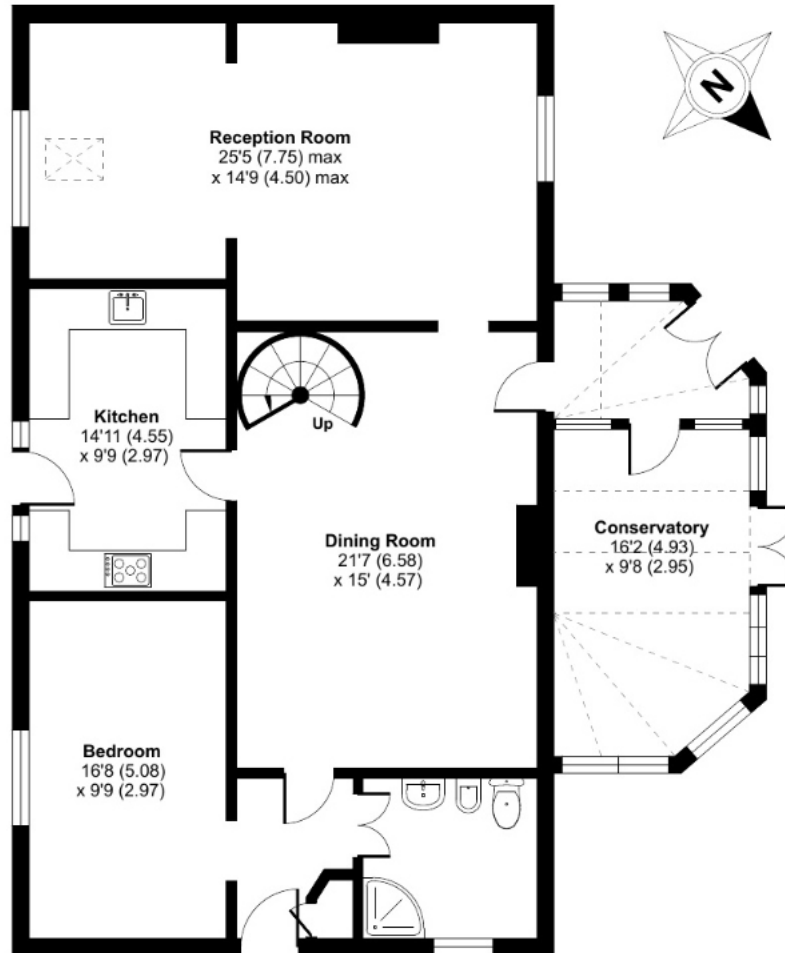 Reception Room
25'5 (7.75) max
x 14'9 (4.50) max
N
Kitchen
14'11 (4.55)
x 9'9 (2.97)
Up
Dining Room
21'7 (6.58)
x 15' (4.57)
Conservatory
16'2 (4.93)
x 9'8 (2.95)
Bedroom
16'8 (5.08)
x 9'9 (2.97)